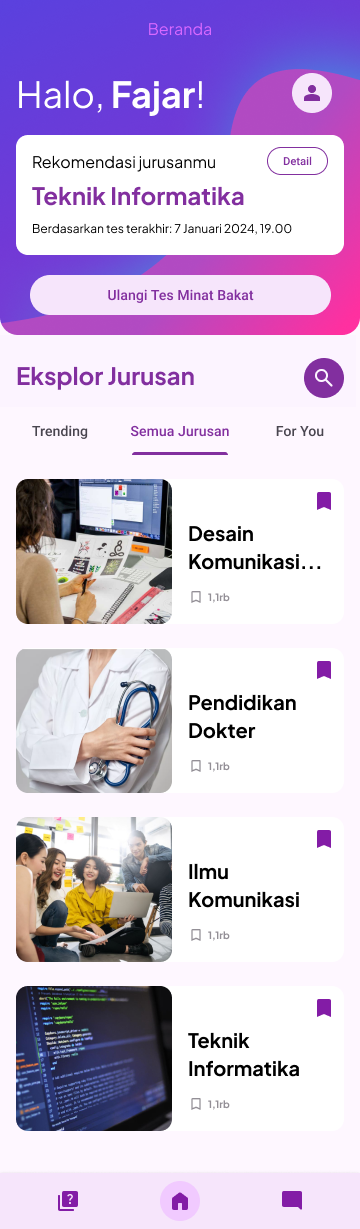 Beranda
Halo, Fajar!
Rekomendasi jurusanmu
Detail
Teknik Informatika
Berdasarkan tes terakhir: 7 Januari 2024, 19.00
Ulangi Tes Minat Bakat
Eksplor Jurusan
Trending
Semua Jurusan
For You
Desain
Komunikasi...
1,1rb
Pendidikan
Dokter
1,1rb
Ilmu
Komunikasi
1,1rb
Teknik
Informatika
1,1rb
?